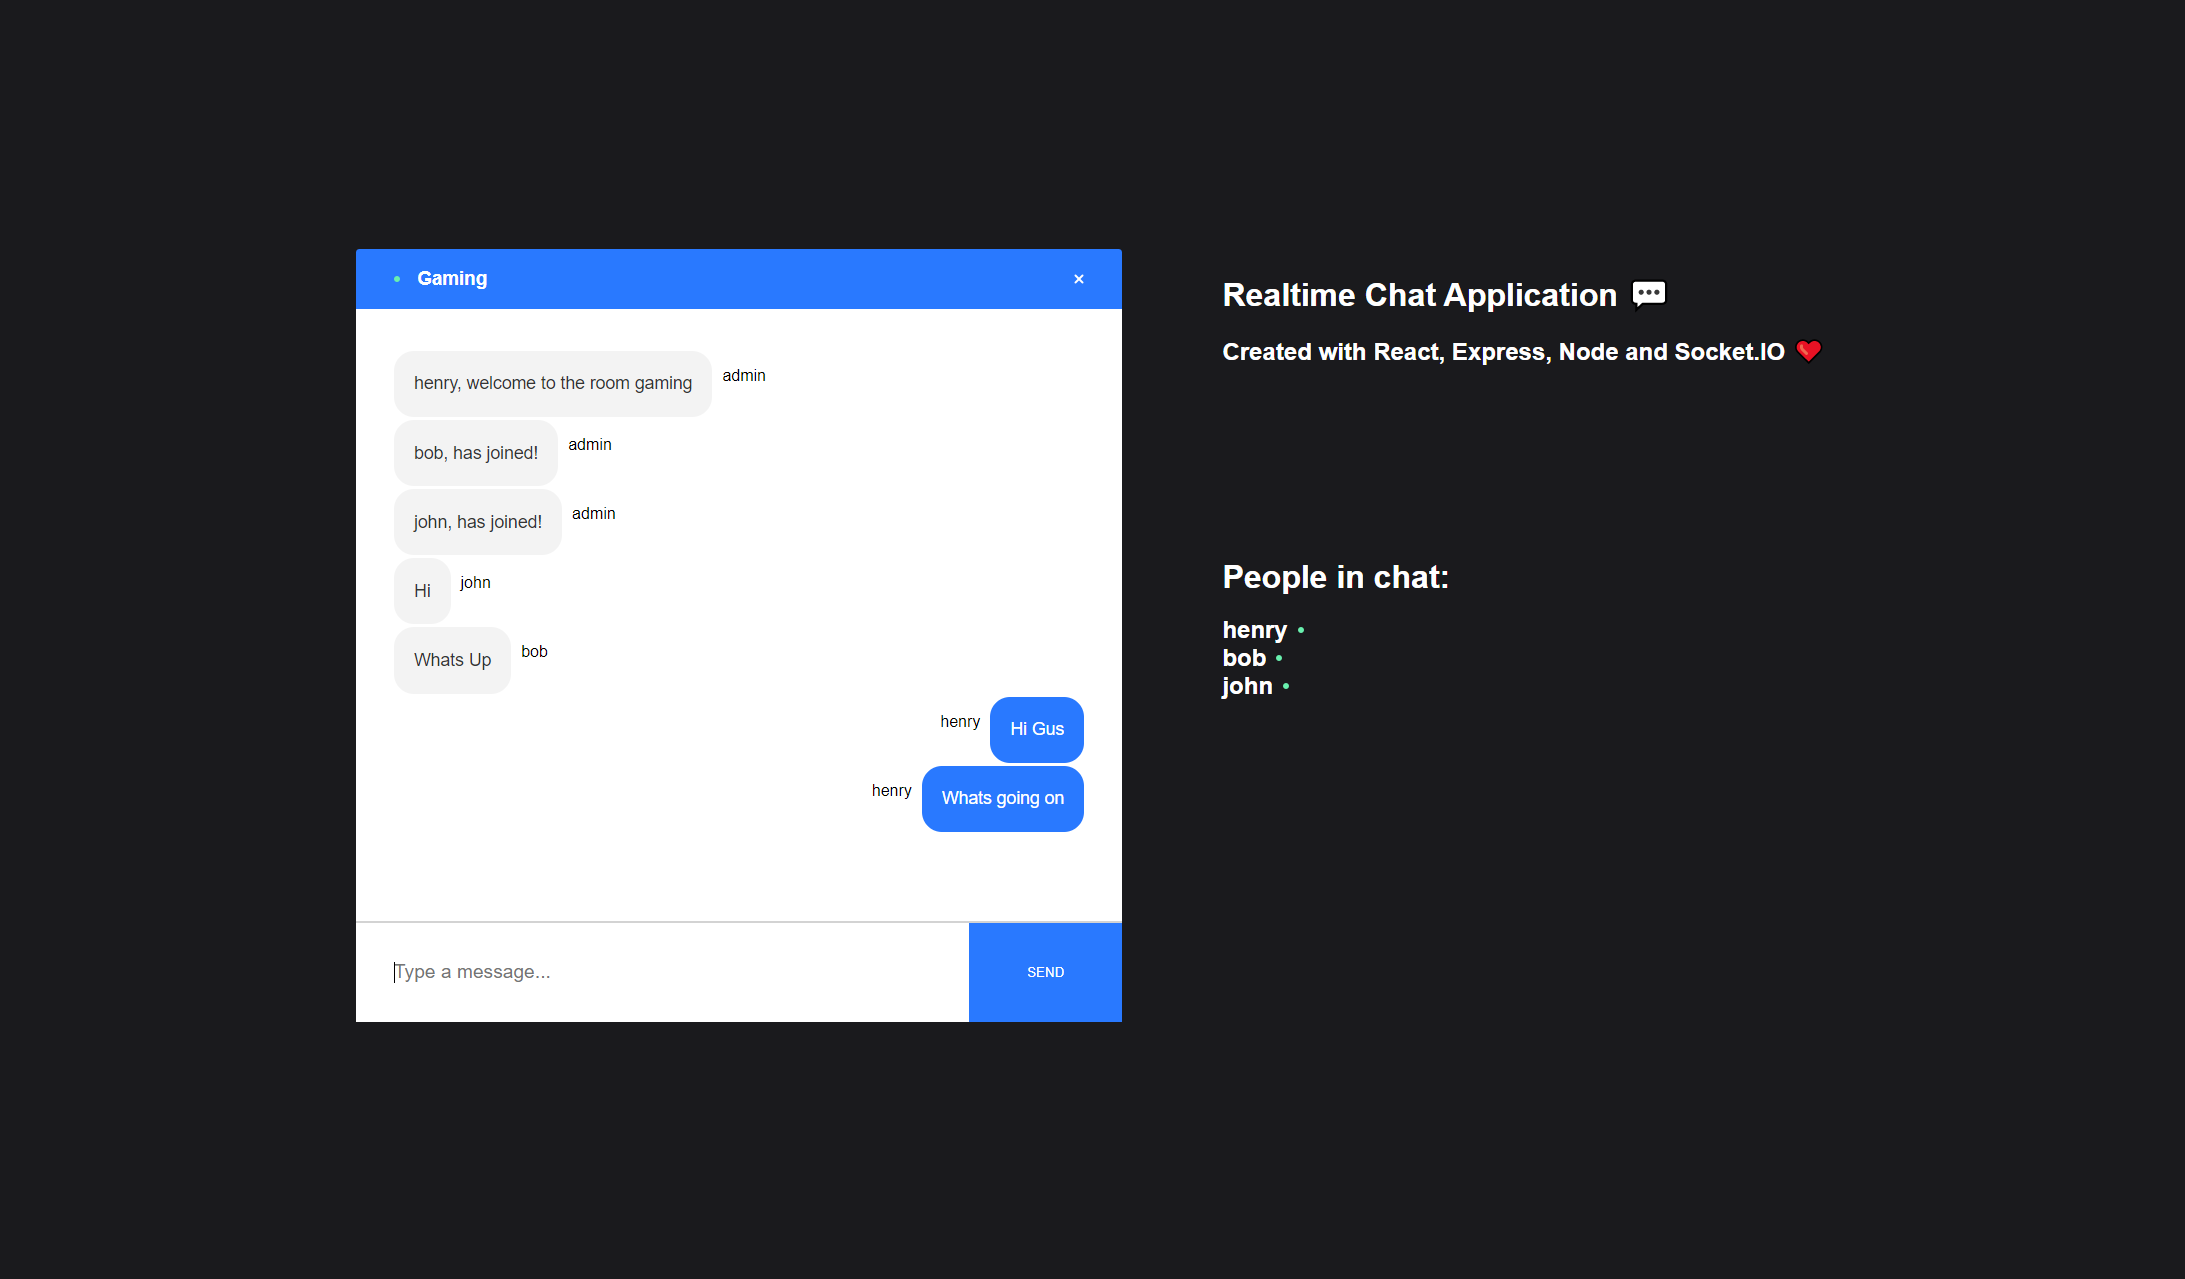 Gaming
×
henry, welcome to the room gaming
admin
bob, has joined!
admin
john, has joined!
admin
Hi
john
Whats Up
bob
henry
Hi Gus
henry
Whats going on
Type a message...
SEND
Realtime Chat Application 💬
Created with React, Express, Node and Socket.IO ❤️
People in chat:
henry
bob
john